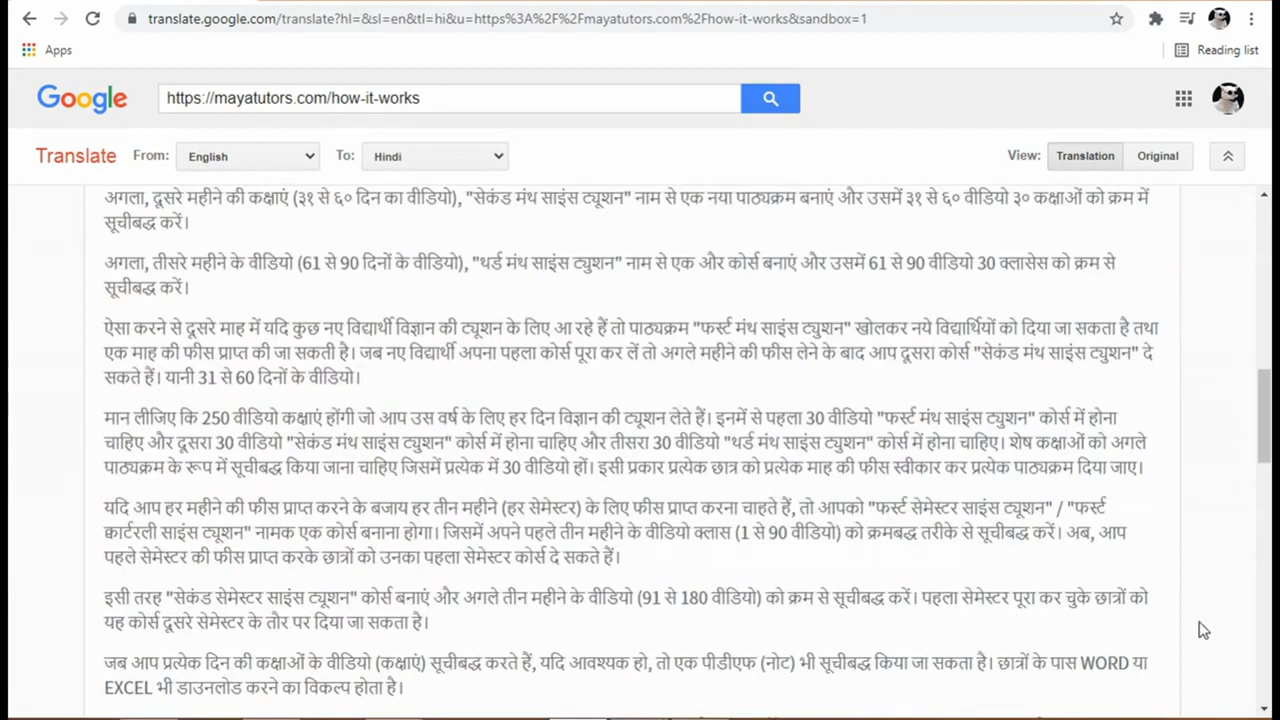 translate.google.com/translate?hl=&sl=en&tl=hi&u=https%3A%2F%2Fmayatutors.com%2Fhow-it-works&sandbox=1
Apps
Reading list
Google
https://mayatutors.com/how-it-works
Translate From: English To: Hindi View: Translation Original
अगला, दूसरे महीने की कक्षाएं (३१ से ६० दिन का वीडियो), "सेकंड मंथ साइंस ट्यूशन" नाम से एक नया पाठ्यक्रम बनाएं और उसमें ३१ से ६० वीडियो ३० कक्षाओं को क्रम में
सूचीबद्ध करें।
अगला, तीसरे महीने के वीडियो (61 से 90 दिनों के वीडियो), "थर्ड मंथ साइंस ट्युशन" नाम से एक और कोर्स बनाएं और उसमें 61 से 90 वीडियो 30 क्लासेस को क्रम से
सूचीबद्ध करें।
ऐसा करने से दूसरे माह में यदि कुछ नए विद्यार्थी विज्ञान की ट्यूशन के लिए आ रहे हैं तो पाठ्यक्रम "फर्स्ट मंथ साइंस ट्युशन" खोलकर नये विद्यार्थियों को दिया जा सकता है तथा
एक माह की फीस प्राप्त की जा सकती है। जब नए विद्यार्थी अपना पहला कोर्स पूरा कर लें तो अगले महीने की फीस लेने के बाद आप दूसरा कोर्स "सेकंड मंथ साइंस ट्युशन" दे
सकते हैं। यानी 31 से 60 दिनों के वीडियो।
मान लीजिए कि 250 वीडियो कक्षाएं होंगी जो आप उस वर्ष के लिए हर दिन विज्ञान की ट्यूशन लेते हैं। इनमें से पहला 30 वीडियो "फर्स्ट मंथ साइंस ट्युशन" कोर्स में होना
चाहिए और दूसरा 30 वीडियो "सेकंड मंथ साइंस ट्युशन" कोर्स में होना चाहिए और तीसरा 30 वीडियो "थर्ड मंथ साइंस ट्युशन" कोर्स में होना चाहिए। शेष कक्षाओं को अगले
पाठ्यक्रम के रूप में सूचीबद्ध किया जाना चाहिए जिसमें प्रत्येक में 30 वीडियो हों। इसी प्रकार प्रत्येक छात्र को प्रत्येक माह की फीस स्वीकार कर प्रत्येक पाठ्यक्रम दिया जाए।
यदि आप हर महीने की फीस प्राप्त करने के बजाय हर तीन महीने (हर सेमेस्टर) के लिए फीस प्राप्त करना चाहते हैं, तो आपको "फर्स्ट सेमेस्टर साइंस ट्यूशन" / "फर्स्ट
क्वार्टरली साइंस ट्यूशन" नामक एक कोर्स बनाना होगा। जिसमें अपने पहले तीन महीने के वीडियो क्लास (1 से 90 वीडियो) को क्रमबद्ध तरीके से सूचीबद्ध करें। अब, आप
पहले सेमेस्टर की फीस प्राप्त करके छात्रों को उनका पहला सेमेस्टर कोर्स दे सकते हैं।
इसी तरह "सेकंड सेमेस्टर साइंस ट्यूशन" कोर्स बनाएं और अगले तीन महीने के वीडियो (91 से 180 वीडियो) को क्रम से सूचीबद्ध करें। पहला सेमेस्टर पूरा कर चुके छात्रों को
यह कोर्स दूसरे सेमेस्टर के तौर पर दिया जा सकता है।
जब आप प्रत्येक दिन की कक्षाओं के वीडियो (कक्षाएं) सूचीबद्ध करते हैं, यदि आवश्यक हो, तो एक पीडीएफ (नोट) भी सूचीबद्ध किया जा सकता है। छात्रों के पास WORD या
EXCEL भी डाउनलोड करने का विकल्प होता है।